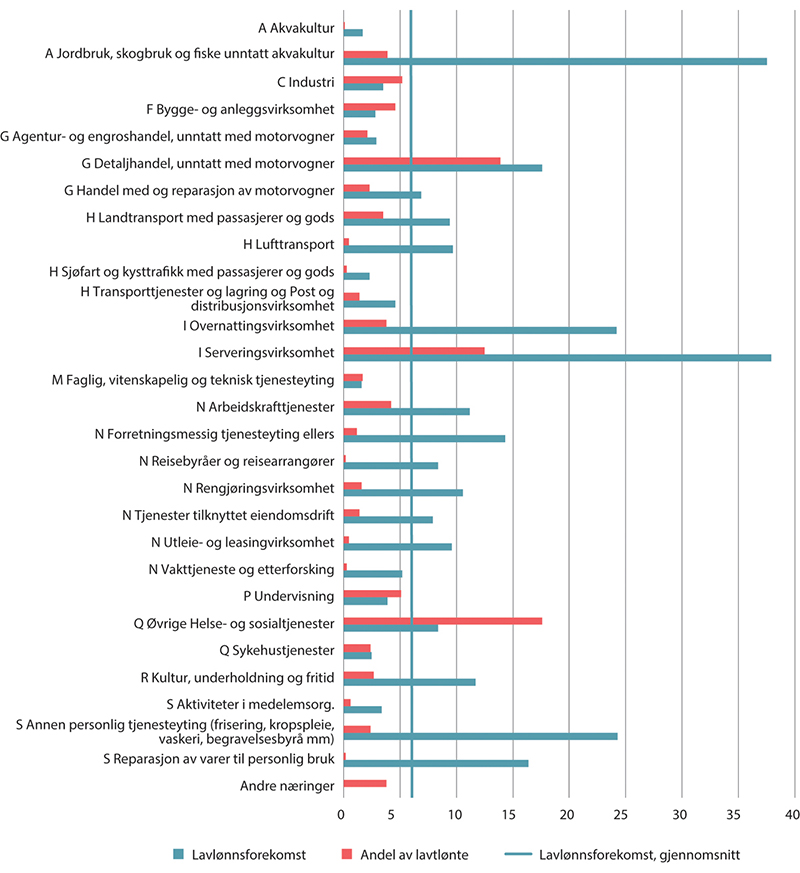 A Akvakultur
A Jordbruk, skogbruk og fiske unntatt akvakultur
C Industri
F Bygge- og anleggsvirksomhet
G Agentur- og engroshandel, unntatt med motorvogner
G Detaljhandel, unntatt med motorvogner
G Handel med og reparasjon av motorvogner
H Landtransport med passasjerer og gods
H Lufttransport
H Sjøfart og kysttrafikk med passasjerer og gods
H Transporttjenester og lagring og Post og
distribusjonsvirksomhet
I Overnattingsvirksomhet
I Serveringsvirksomhet
M Faglig, vitenskapelig og teknisk tjenesteyting
N Arbeidskrafttjenester
N Forretningsmessig tjenesteyting ellers
N Reisebyråer og reisearrangører
N Rengjøringsvirksomhet
N Tjenester tilknyttet eiendomsdrift
N Utleie- og leasingvirksomhet
N Vakttjeneste og etterforsking
P Undervisning
Q Øvrige Helse- og sosialtjenester
Q Sykehustjenester
R Kultur, underholdning og fritid
S Aktiviteter i medelemsorg.
S Annen personlig tjenesteyting (frisering, kropspleie,
vaskeri, begravelsesbyrå mm)
S Reparasjon av varer til personlig bruk
Andre næringer
0 5 10 15 20 25 30 35 40
Lavlønnsforekomst Andel av lavtlønte Lavlønnsforekomst, gjennomsnitt